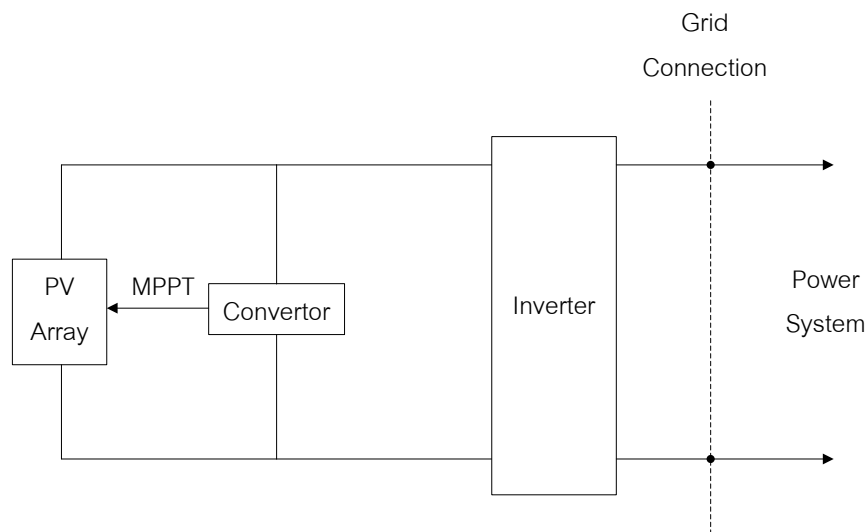 Grid
Connection
PV
Array
MPPT
Convertor
Inverter
Power
System